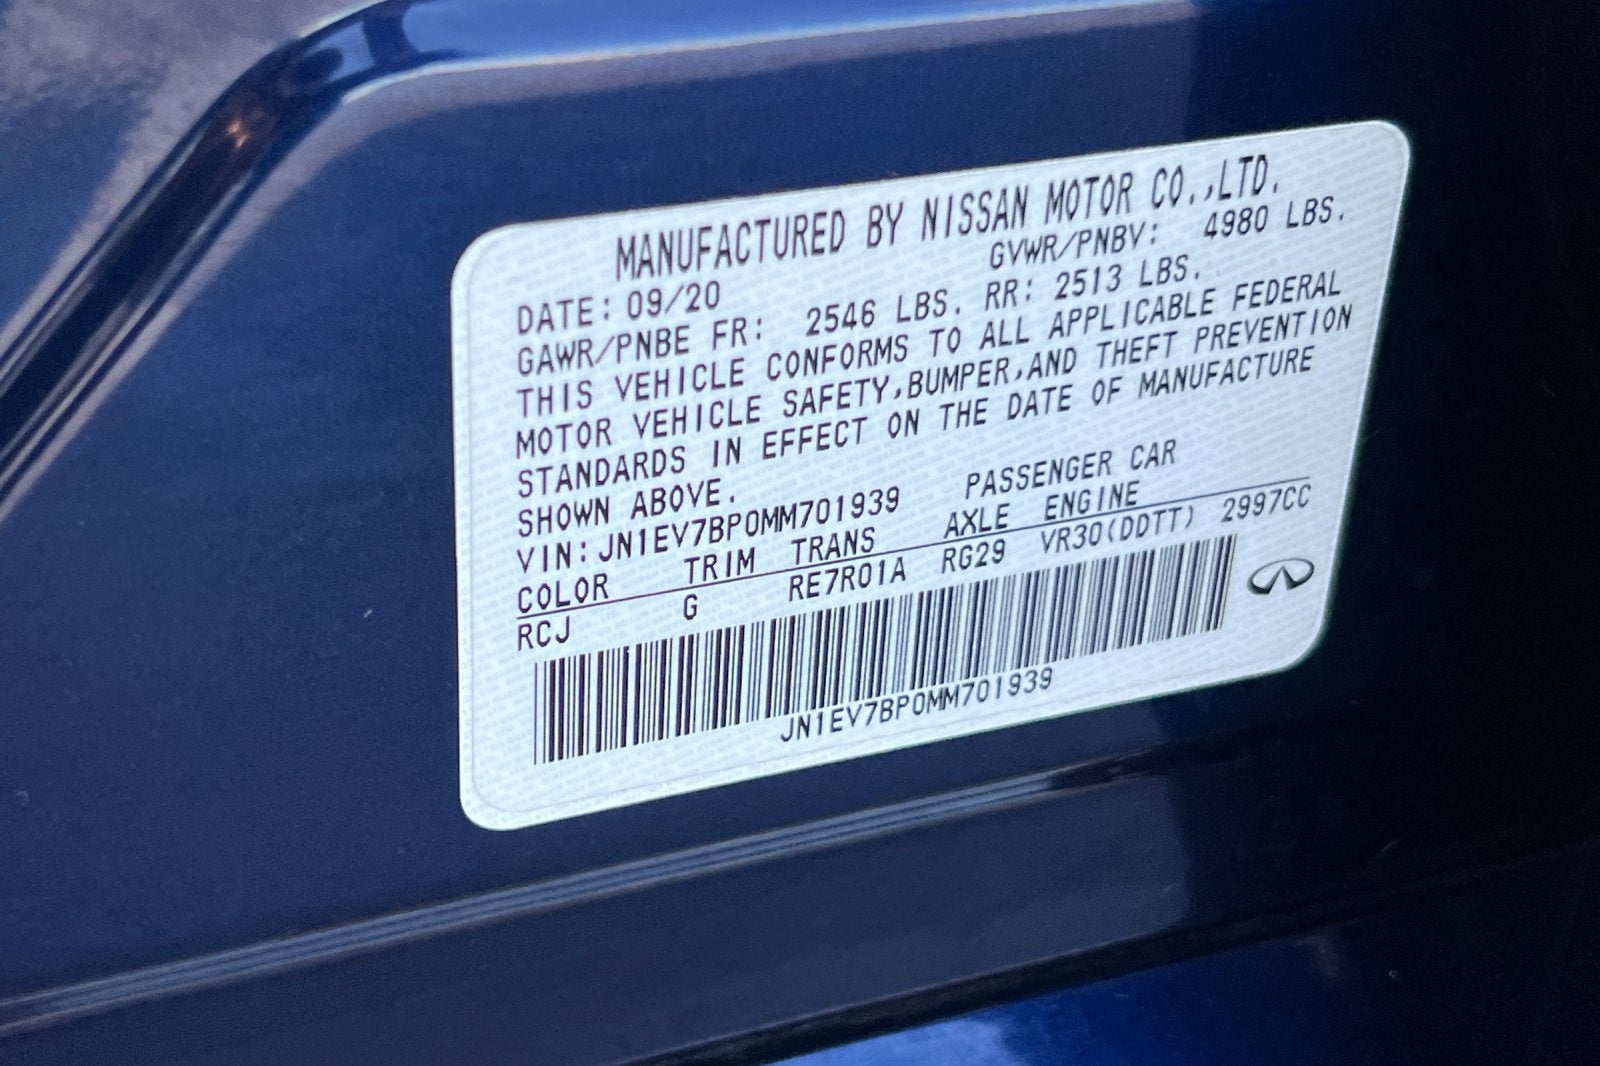 MANUFACTURED BY NISSAN MOTOR CO.,LTD.
DATE: 09/20 GVWR/PNBV: 4980 LBS.
GAWR/PNBE FR: 2546 LBS. RR: 2513 LBS.
THIS VEHICLE CONFORMS TO ALL APPLICABLE FEDERAL
MOTOR VEHICLE SAFETY,BUMPER,AND THEFT PREVENTION
STANDARDS IN EFFECT ON THE DATE OF MANUFACTURE
SHOWN ABOVE.
VIN:JN1EV7BP0MM701939 PASSENGER CAR
COLOR TRIM TRANS AXLE ENGINE
RCJ G RE7R01A RG29 VR30(DDTT) 2997CC
JN1EV7BP0MM701939